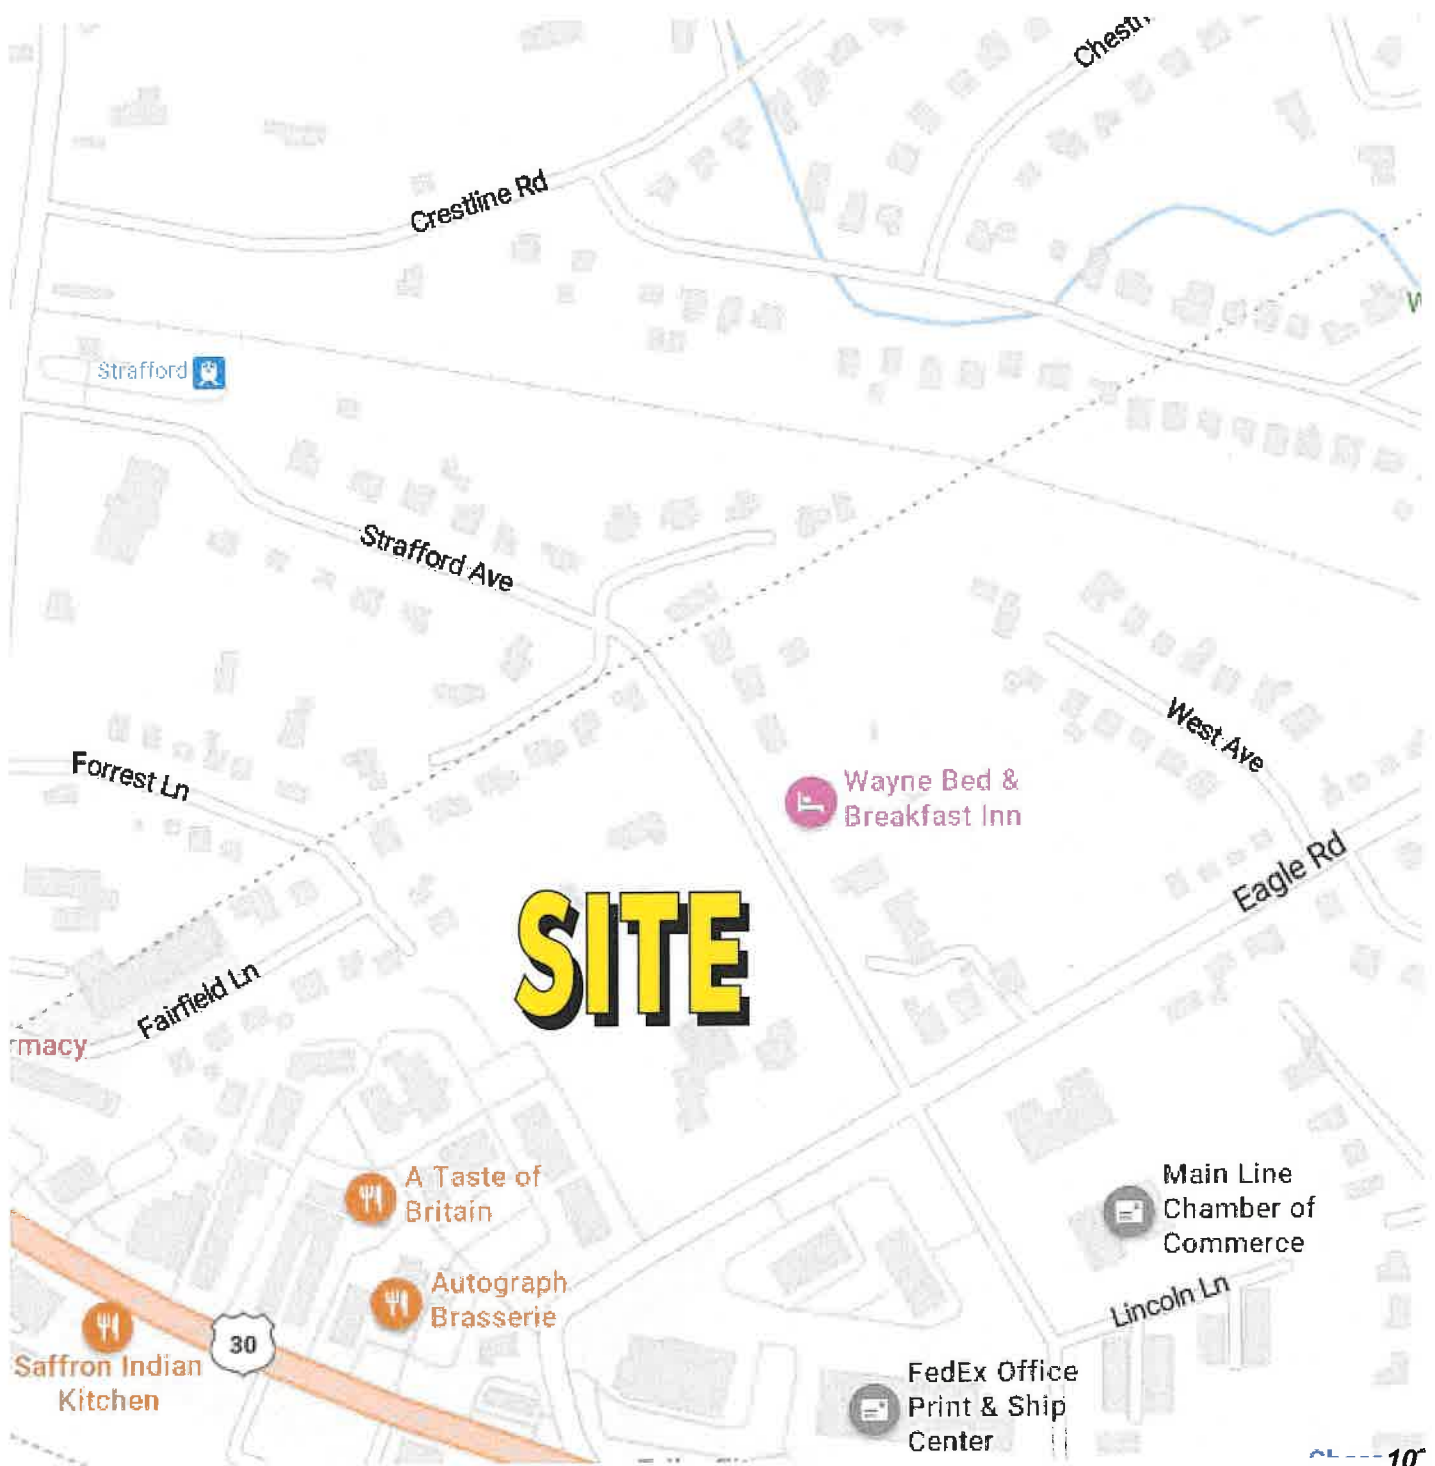 Crestline Rd
Strafford
Strafford Ave
Forrest Ln
West Ave
Wayne Bed &
Breakfast Inn
Eagle Rd
SITE
Fairfield Ln
A Taste of
Britain
Main Line
Chamber of
Commerce
Autograph
Brasserie
Lincoln Ln
30
Saffron Indian
Kitchen
FedEx Office
Print & Ship
Center